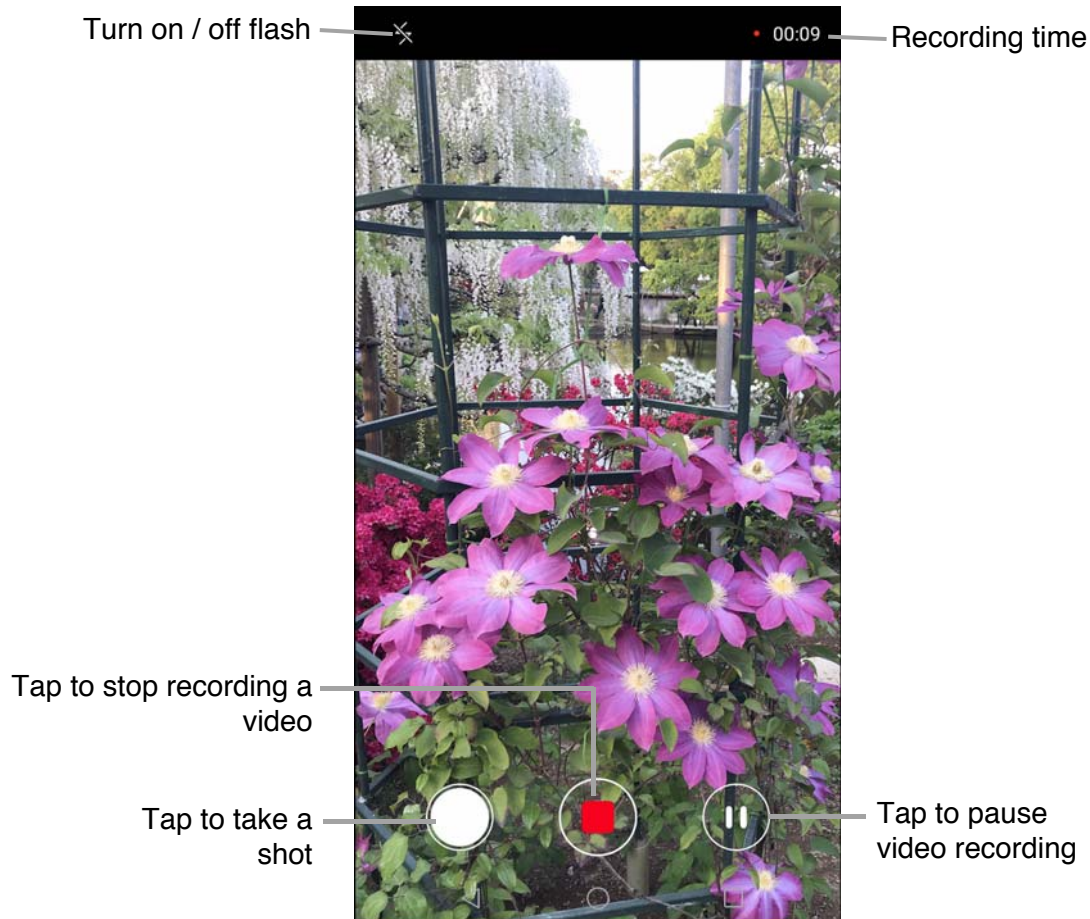 Turn on / off flash
00:09
Recording time
Tap to stop recording a
video
Tap to take a
shot
Tap to pause
video recording